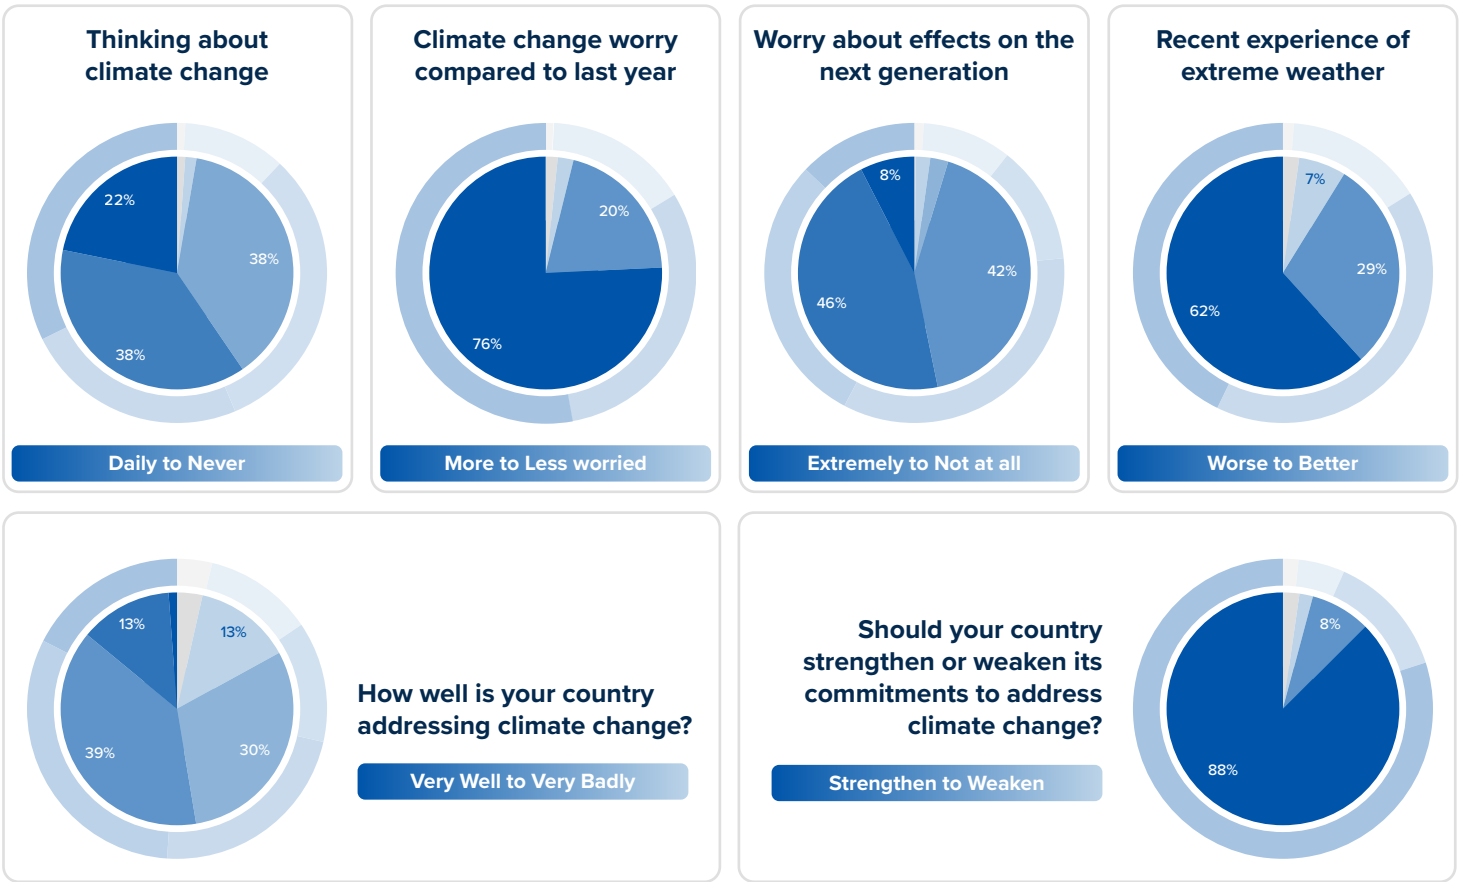 Thinking about
climate change
22%
38%
38%
Daily to Never
Climate change worry
compared to last year
20%
76%
More to Less worried
Worry about effects on the
next generation
8%
42%
46%
Extremely to Not at all
Recent experience of
extreme weather
7%
29%
62%
Worse to Better
13%
13%
39%
30%
How well is your country
addressing climate change?
Very Well to Very Badly
Should your country
strengthen or weaken its
commitments to address
climate change?
Strengthen to Weaken
8%
88%